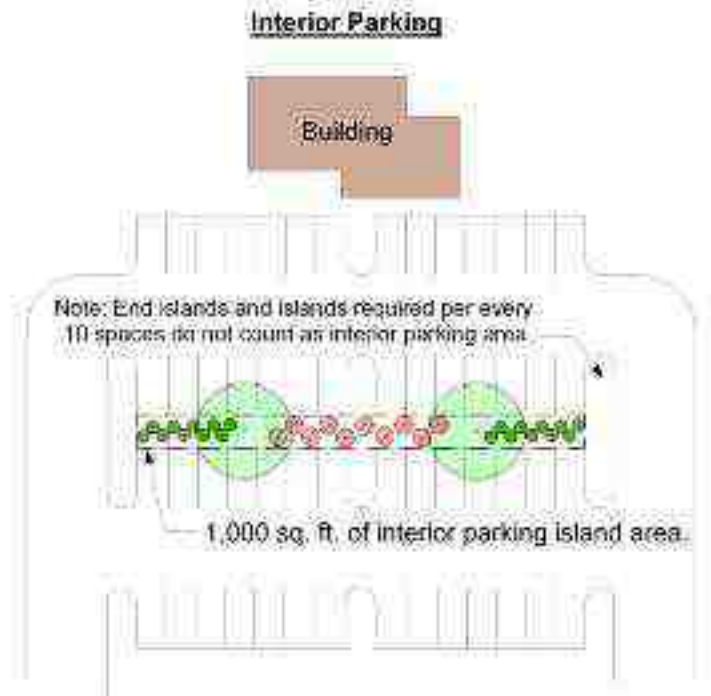 Interior Parking
Building
Note: End islands and islands required per every
10 spaces do not count as interior parking area.
1,000 sq. ft. of interior parking island area.